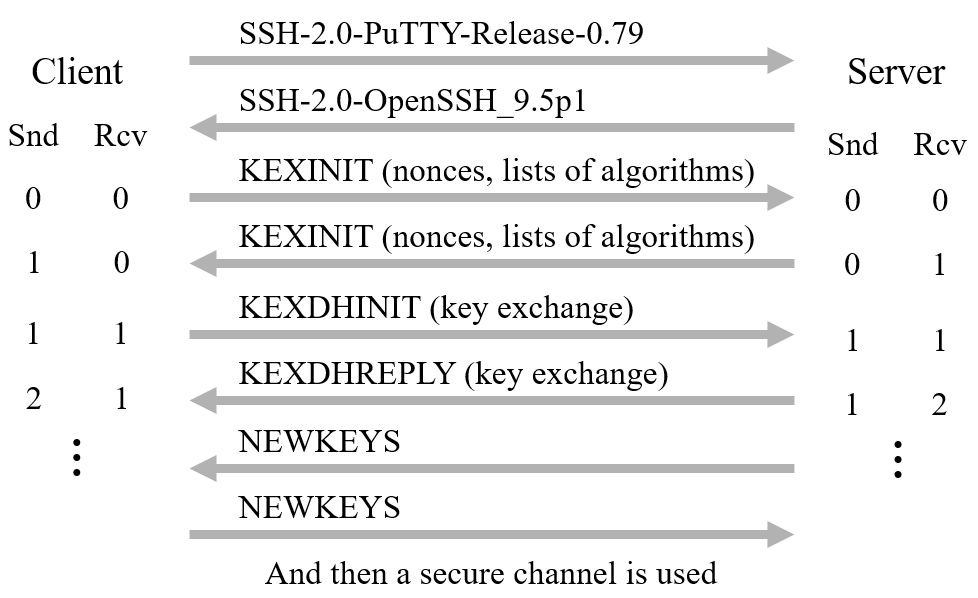 SSH-2.0-PuTTY-Release-0.79
Client
Server
SSH-2.0-OpenSSH_9.5p1
Snd Rcv
Snd Rcv
KEXINIT (nonces, lists of algorithms)
0 0
0 0
KEXINIT (nonces, lists of algorithms)
1 0
0 1
KEXDHINIT (key exchange)
1 1
1 1
KEXDHREPLY (key exchange)
2 1
1 2
NEWKEYS
NEWKEYS
And then a secure channel is used